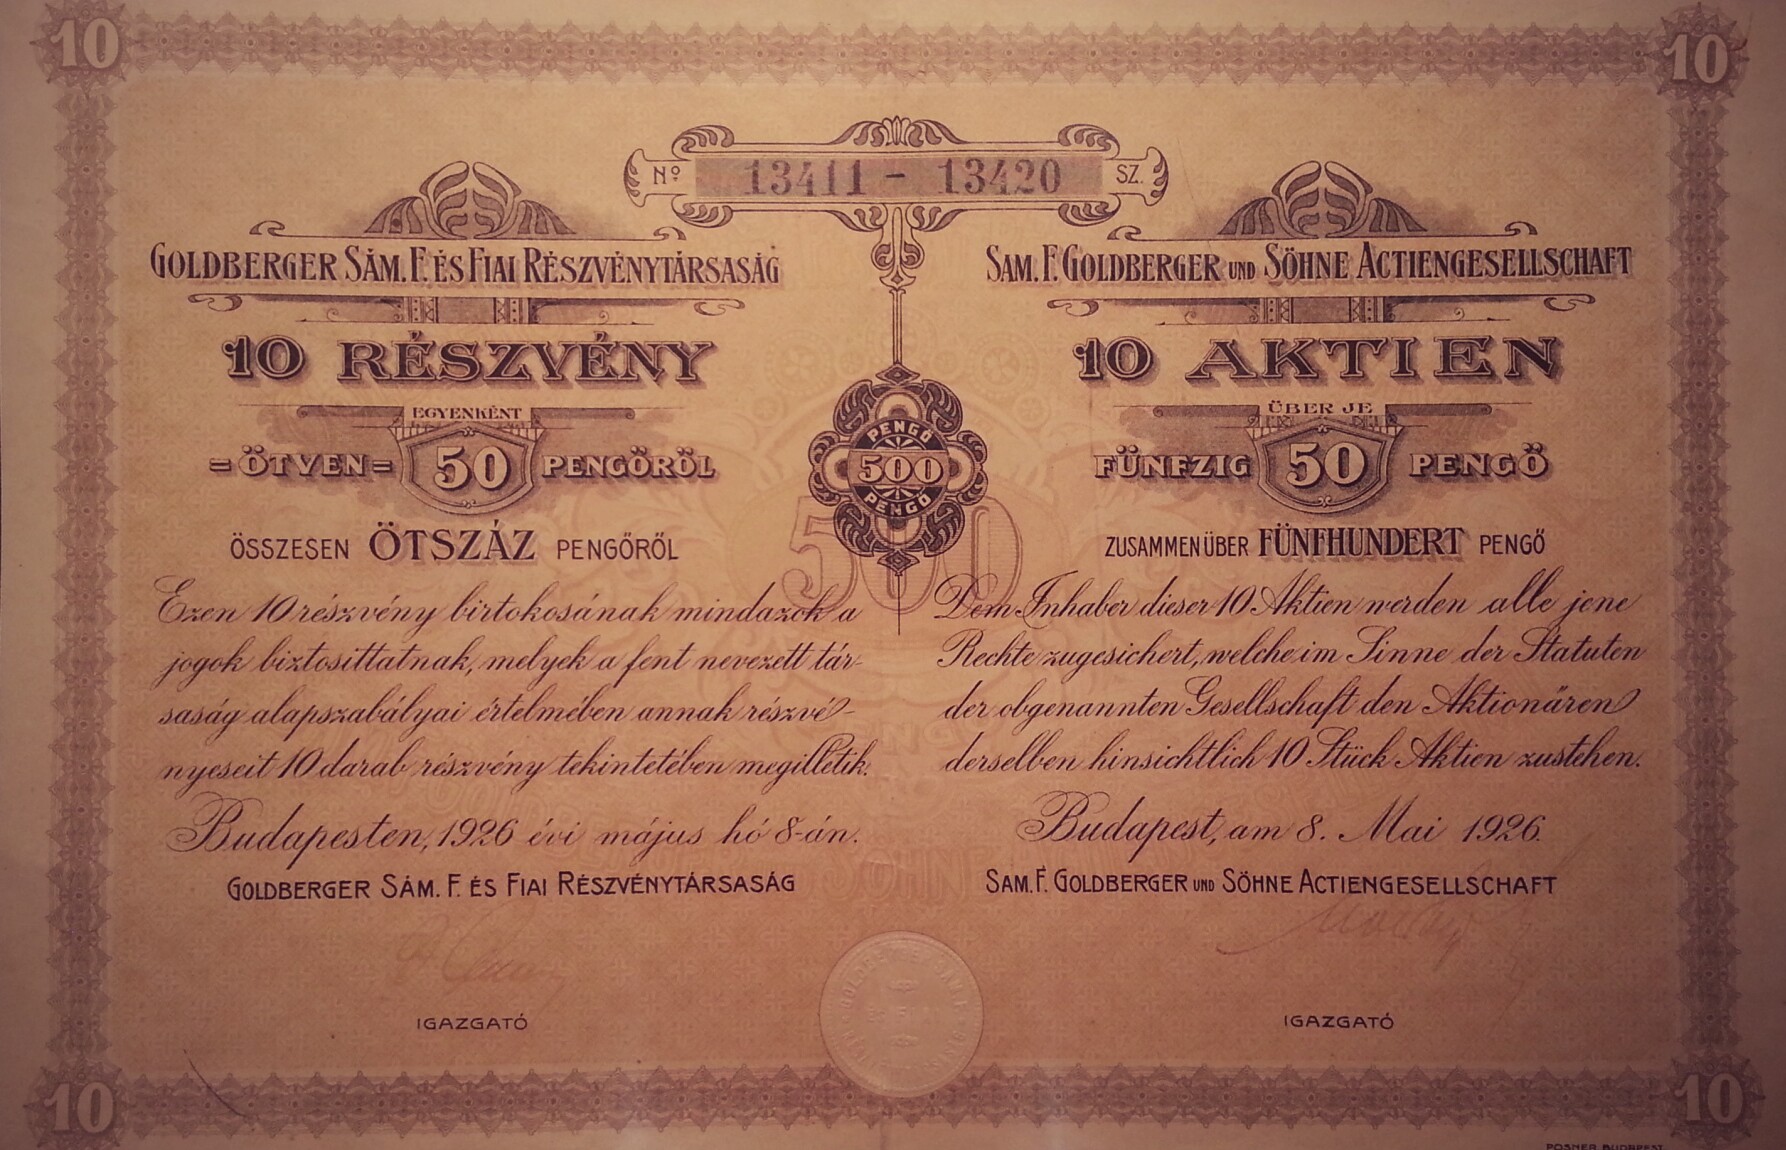 10
10
No. 13411 - 13420 SZ.
GOLDBERGER SÁM. F. ÉS FIAI RÉSZVÉNYTÁRSASÁG
10 RÉSZVÉNY
EGYENKÉNT
=ÖTVEN= 50 PENGŐRŐL
ÖSSZESEN ÖTSZÁZ PENGŐRŐL
Ezen 10 részvény birtokosának mindazok a
jogok biztosittatnak, melyek a fent nevezett tár-
saság alapszabályai értelmében annak részvé-
nyeseit 10 darab részvény tekintetében megilletik.
Budapesten, 1926 évi május hó 8-án.
GOLDBERGER SÁM. F. ÉS FIAI RÉSZVÉNYTÁRSASÁG
IGAZGATÓ
PENGŐ
500
PENGŐ
500
SAM. F. GOLDBERGER UND SÖHNE ACTIENGESELLSCHAFT
10 AKTIEN
ÜBER JE
FÜNFZIG 50 PENGŐ
ZUSAMMEN ÜBER FÜNFHUNDERT PENGŐ
Dem Inhaber dieser 10 Aktien werden alle jene
Rechte zugesichert, welche im Sinne der Statuten
der obgenannten Gesellschaft den Aktionären
derselben hinsichtlich 10 Stück Aktien zustehen.
Budapest, am 8. Mai 1926.
SAM. F. GOLDBERGER UND SÖHNE ACTIENGESELLSCHAFT
IGAZGATÓ
10
10
POSNER BUDAPEST